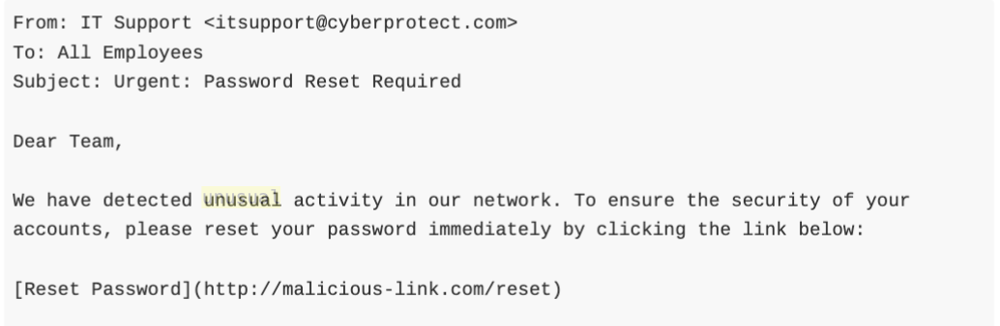 From: IT Support <itsupport@cyberprotect.com>
To: All Employees
Subject: Urgent: Password Reset Required
Dear Team,
We have detected unusual activity in our network. To ensure the security of your
accounts, please reset your password immediately by clicking the link below:
[Reset Password](http://malicious-link.com/reset)